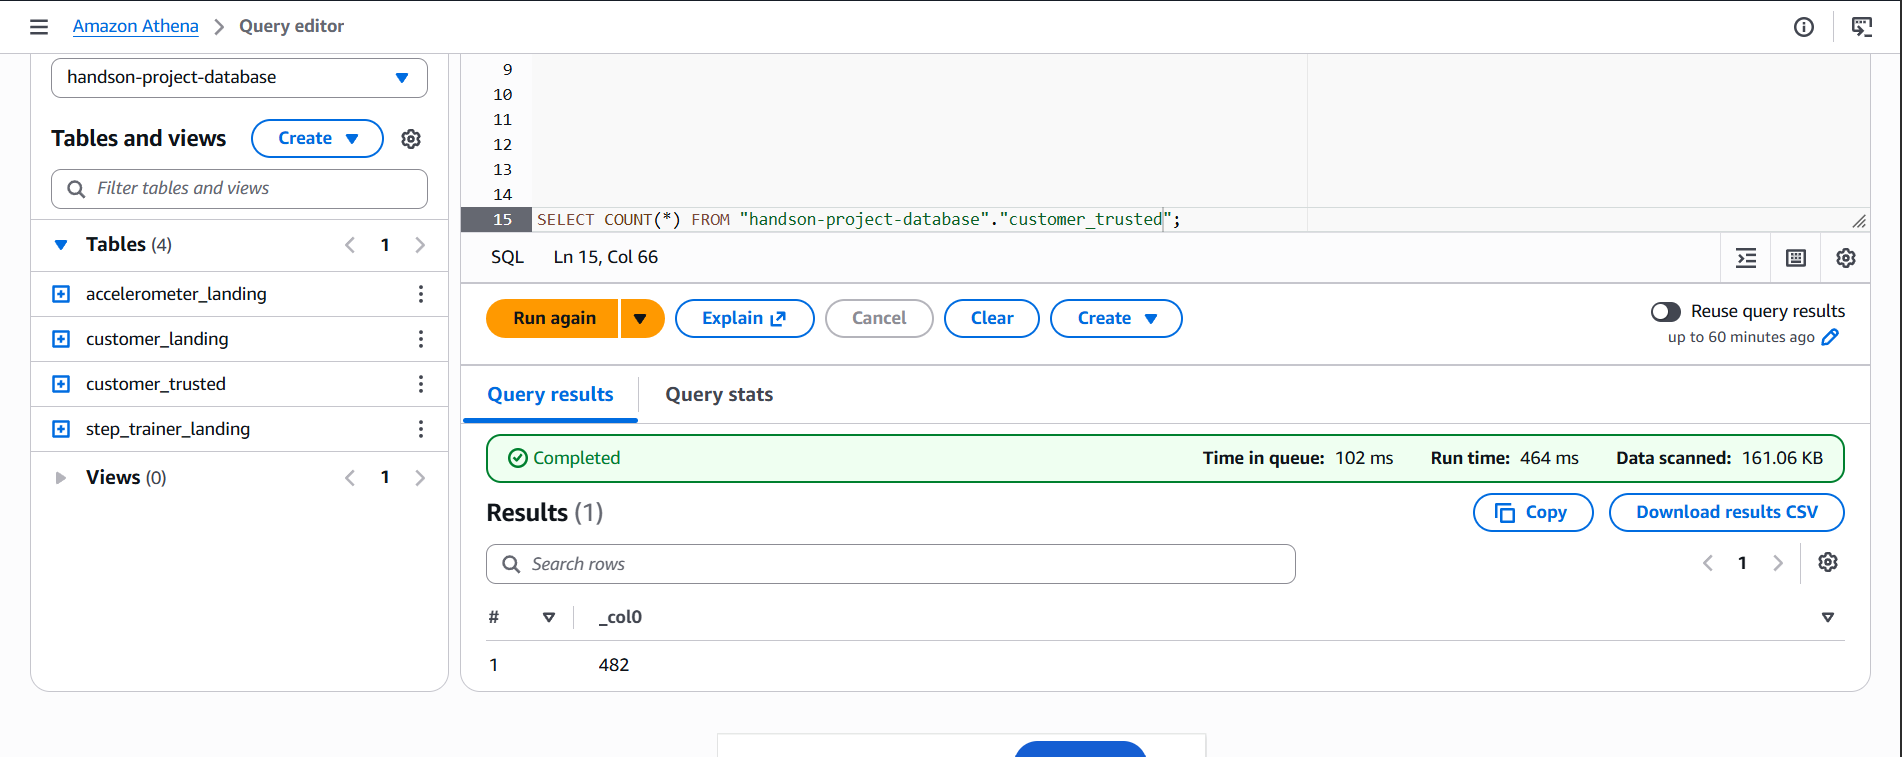 Amazon Athena > Query editor
handson-project-database
Tables and views
Create
Filter tables and views
Tables (4)
1
accelerometer_landing
customer_landing
customer_trusted
step_trainer_landing
Views (0)
1
9
10
11
12
13
14
15 SELECT COUNT(*) FROM "handson-project-database"."customer_trusted";
SQL Ln 15, Col 66
Run again
Explain
Cancel
Clear
Create
Reuse query results
up to 60 minutes ago
Query results
Query stats
Completed
Time in queue: 102 ms Run time: 464 ms Data scanned: 161.06 KB
Results (1)
Copy
Download results CSV
Search rows
1
# _col0
1 482